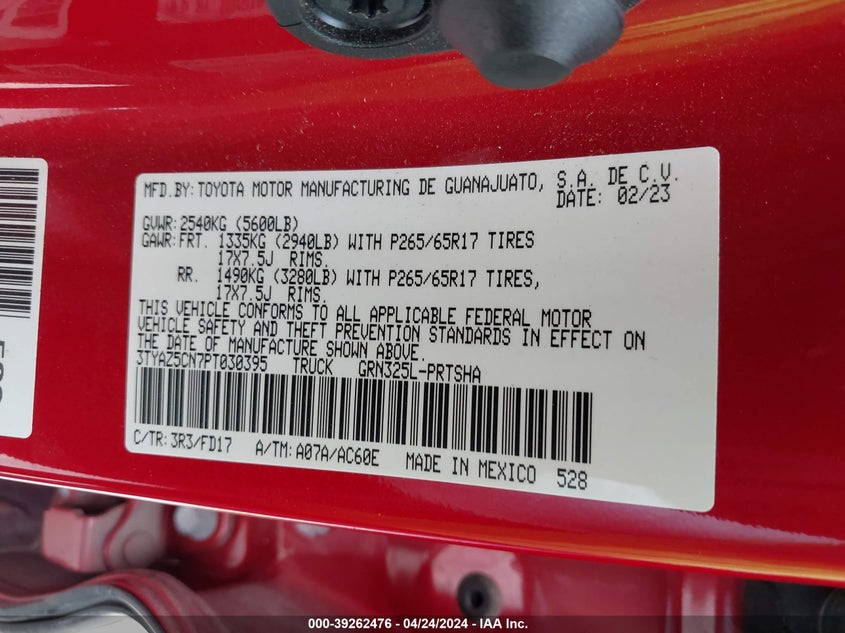 MFD.BY:TOYOTA MOTOR MANUFACTURING DE GUANAJUATO, S.A. DE C.V.
DATE: 02/23
GVWR:2540KG (5600LB)
GAWR:FRT. 1335KG (2940LB) WITH P265/65R17 TIRES
17X7.5J RIMS.
RR. 1490KG (3280LB) WITH P265/65R17 TIRES,
17X7.5J RIMS.
THIS VEHICLE CONFORMS TO ALL APPLICABLE FEDERAL MOTOR
VEHICLE SAFETY AND THEFT PREVENTION STANDARDS IN EFFECT ON
THE DATE OF MANUFACTURE SHOWN ABOVE.
3TYAZ5CN7PT030395 TRUCK GRN325L-PRTSHA
C/TR: 3R3/FD17 A/TM: A07A/AC60E MADE IN MEXICO 528
000-39262476 - 04/24/2024 - IAA Inc.